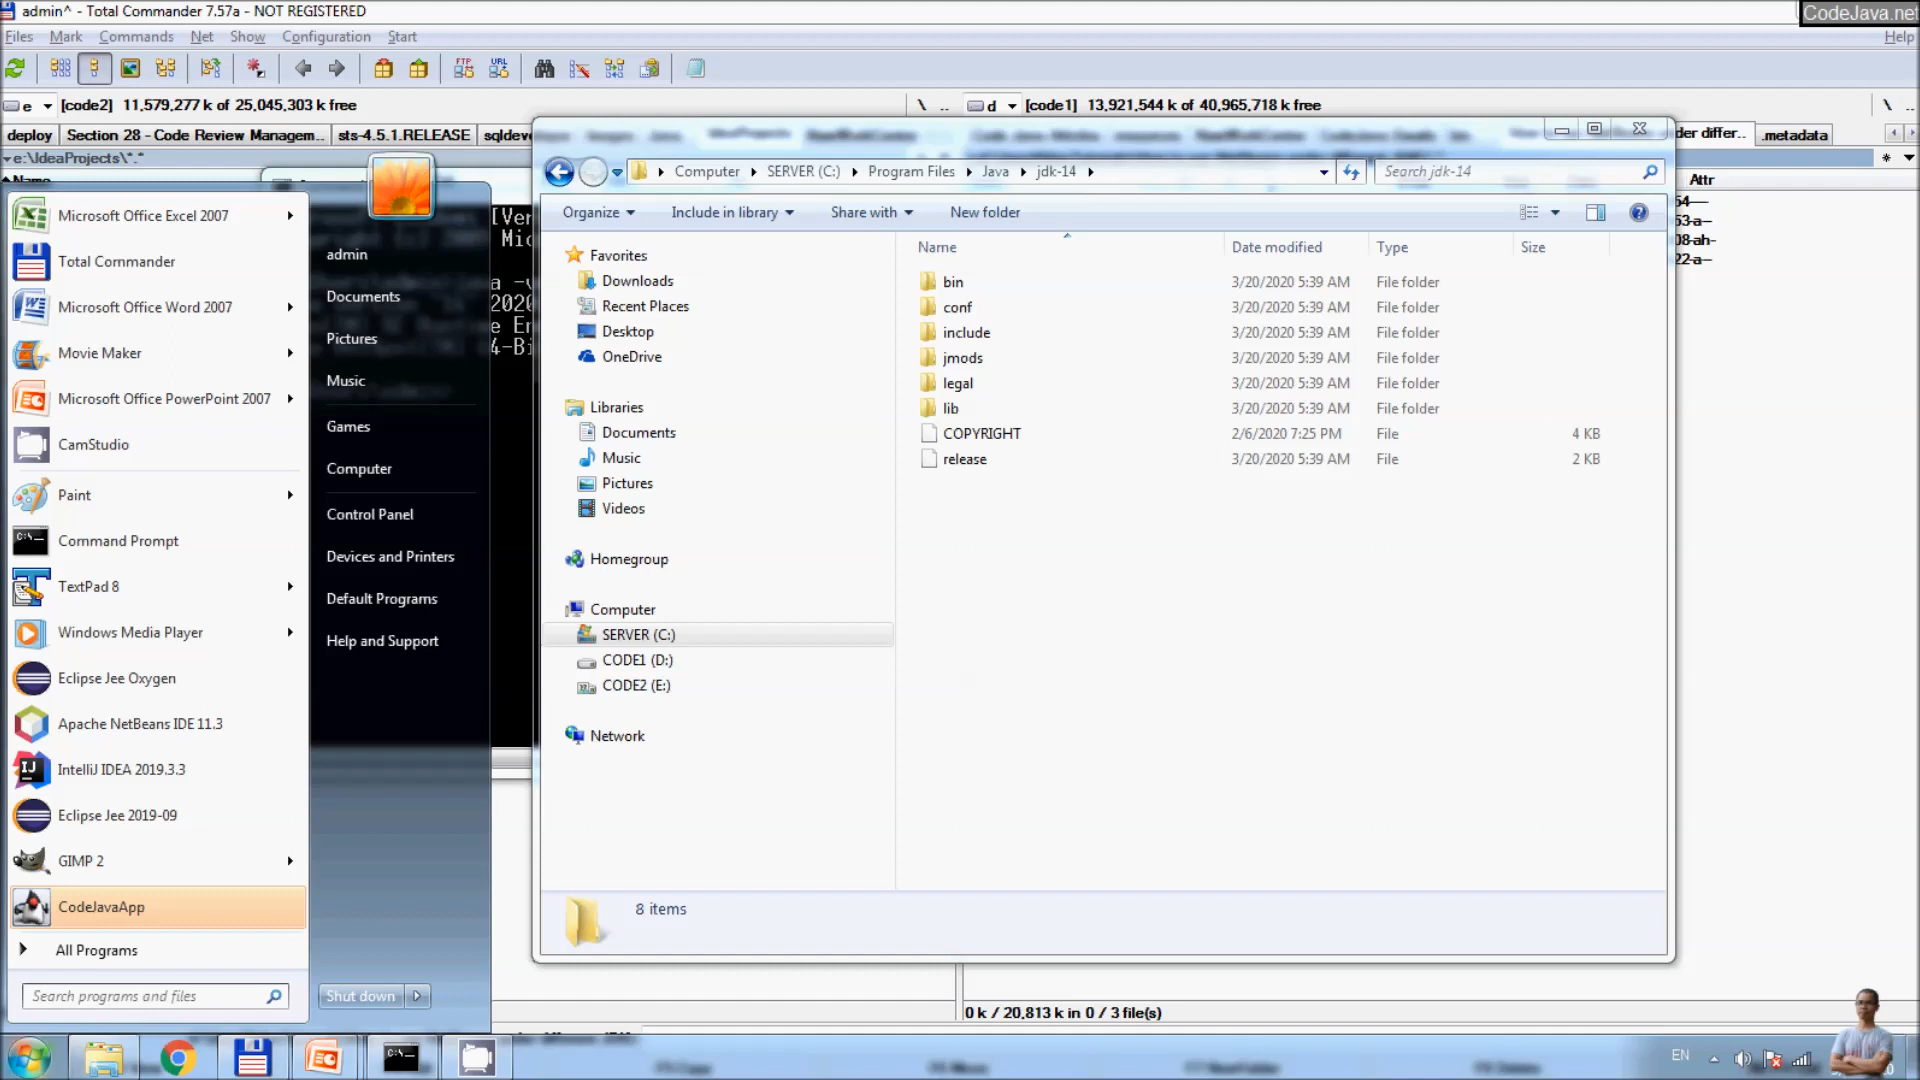 admin^ - Total Commander 7.57a - NOT REGISTERED
CodeJava.net
Files Mark Commands Net Show Configuration Start
Help
FTP URL
e [code2] 11,579,277 k of 25,045,303 k free
\ ..
d [code1] 13,921,544 k of 40,965,718 k free
\ ..
deploy Section 28 - Code Review Managem... sts-4.5.1.RELEASE sqldev
der differ... .metadata
e:\IdeaProjects\*.*
Name
Attr
Computer SERVER (C:) Program Files Java jdk-14
Search jdk-14
Organize Include in library Share with New folder
Name Date modified Type Size
Favorites
Downloads
Recent Places
Desktop
OneDrive
Libraries
Documents
Music
Pictures
Videos
Homegroup
Computer
SERVER (C:)
CODE1 (D:)
CODE2 (E:)
Network
bin 3/20/2020 5:39 AM File folder
conf 3/20/2020 5:39 AM File folder
include 3/20/2020 5:39 AM File folder
jmods 3/20/2020 5:39 AM File folder
legal 3/20/2020 5:39 AM File folder
lib 3/20/2020 5:39 AM File folder
COPYRIGHT 2/6/2020 7:25 PM File 4 KB
release 3/20/2020 5:39 AM File 2 KB
8 items
Microsoft Office Excel 2007
Total Commander
Microsoft Office Word 2007
Movie Maker
Microsoft Office PowerPoint 2007
CamStudio
Paint
Command Prompt
TextPad 8
Windows Media Player
Eclipse Jee Oxygen
Apache NetBeans IDE 11.3
IntelliJ IDEA 2019.3.3
Eclipse Jee 2019-09
GIMP 2
CodeJavaApp
All Programs
Search programs and files
admin
Documents
Pictures
Music
Games
Computer
Control Panel
Devices and Printers
Default Programs
Help and Support
Shut down
[Ver
Mic
a -v
2020
e En
4-Bi
0 k / 20,813 k in 0 / 3 file(s)
EN